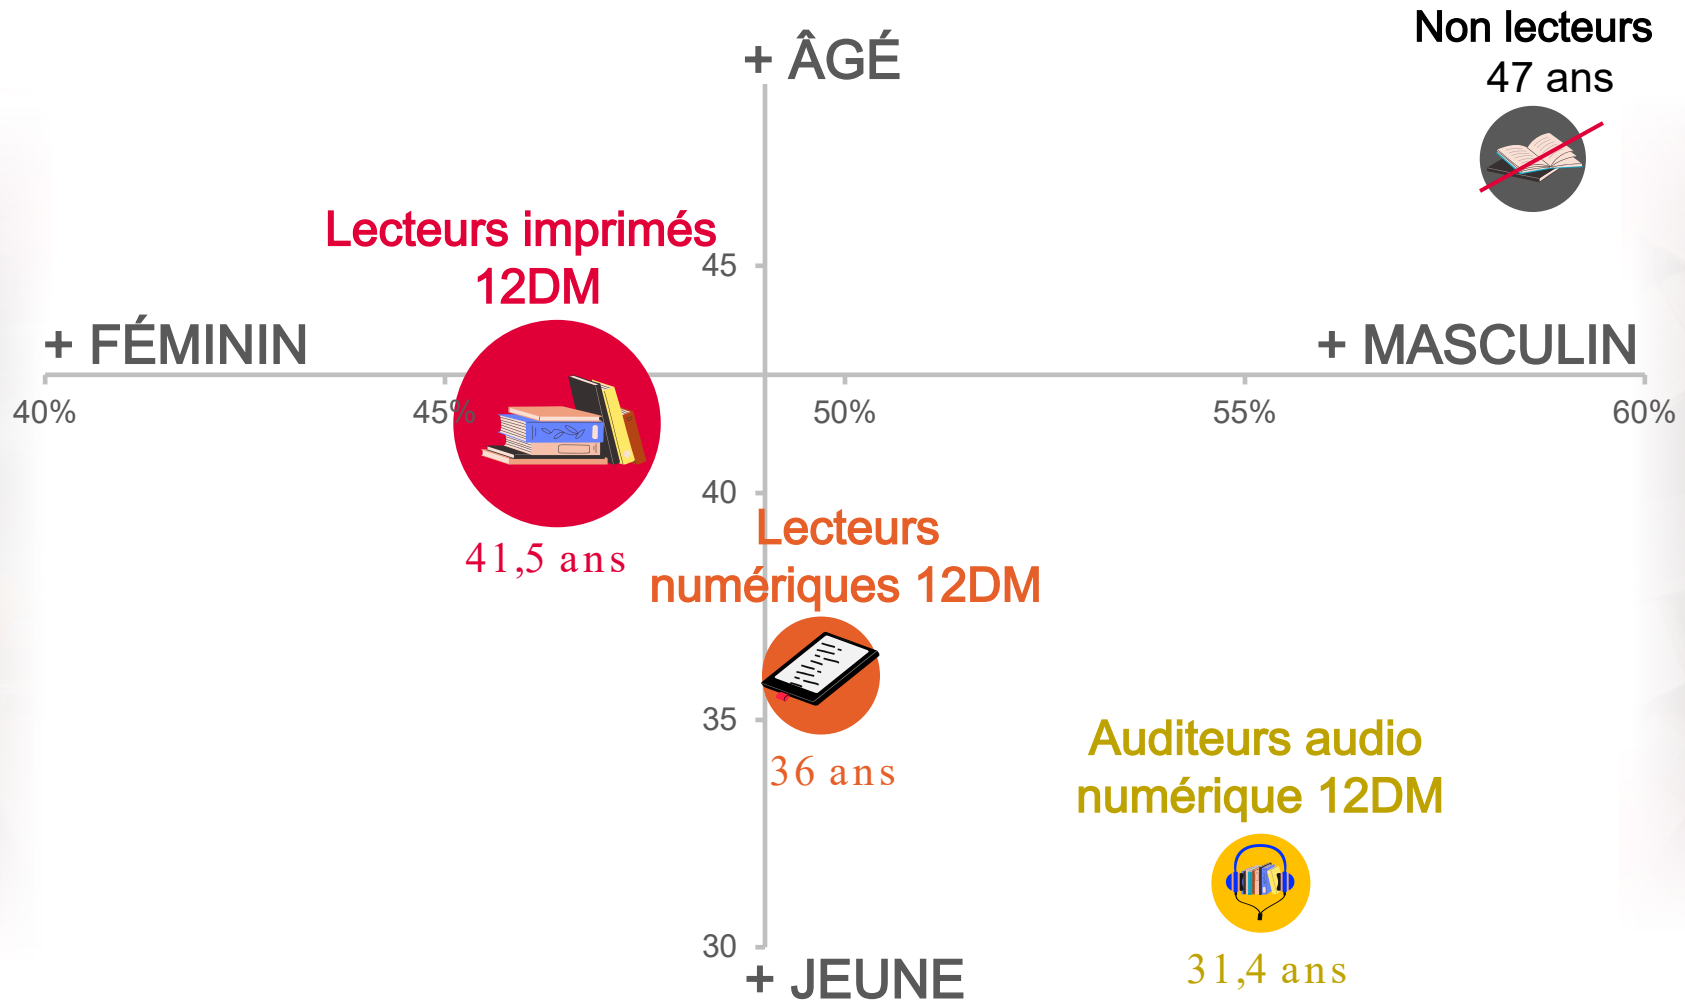 Non lecteurs
47 ans
+ ÂGÉ
Lecteurs imprimés
12DM
45
+ FÉMININ
+ MASCULIN
40%
45%
50%
55%
60%
40
41,5 ans
Lecteurs
numériques 12DM
35
36 ans
Auditeurs audio
numérique 12DM
30
31,4 ans
+ JEUNE